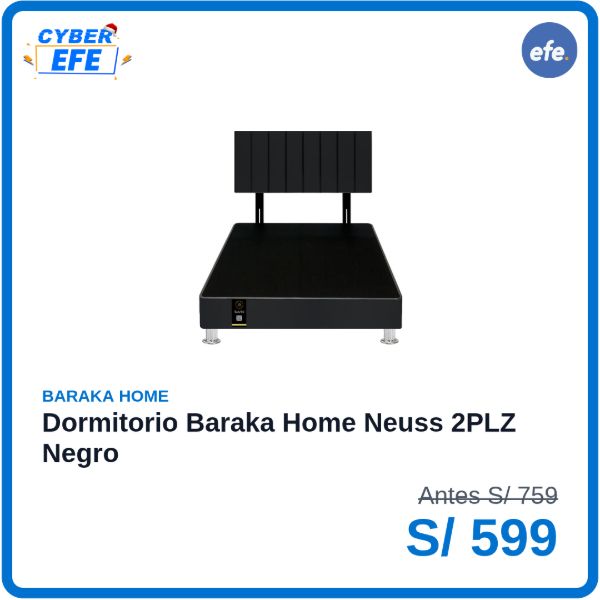 CYBER
EFE
efe.
BARAKA HOME
Dormitorio Baraka Home Neuss 2PLZ
Negro
Antes S/ 759
S/ 599